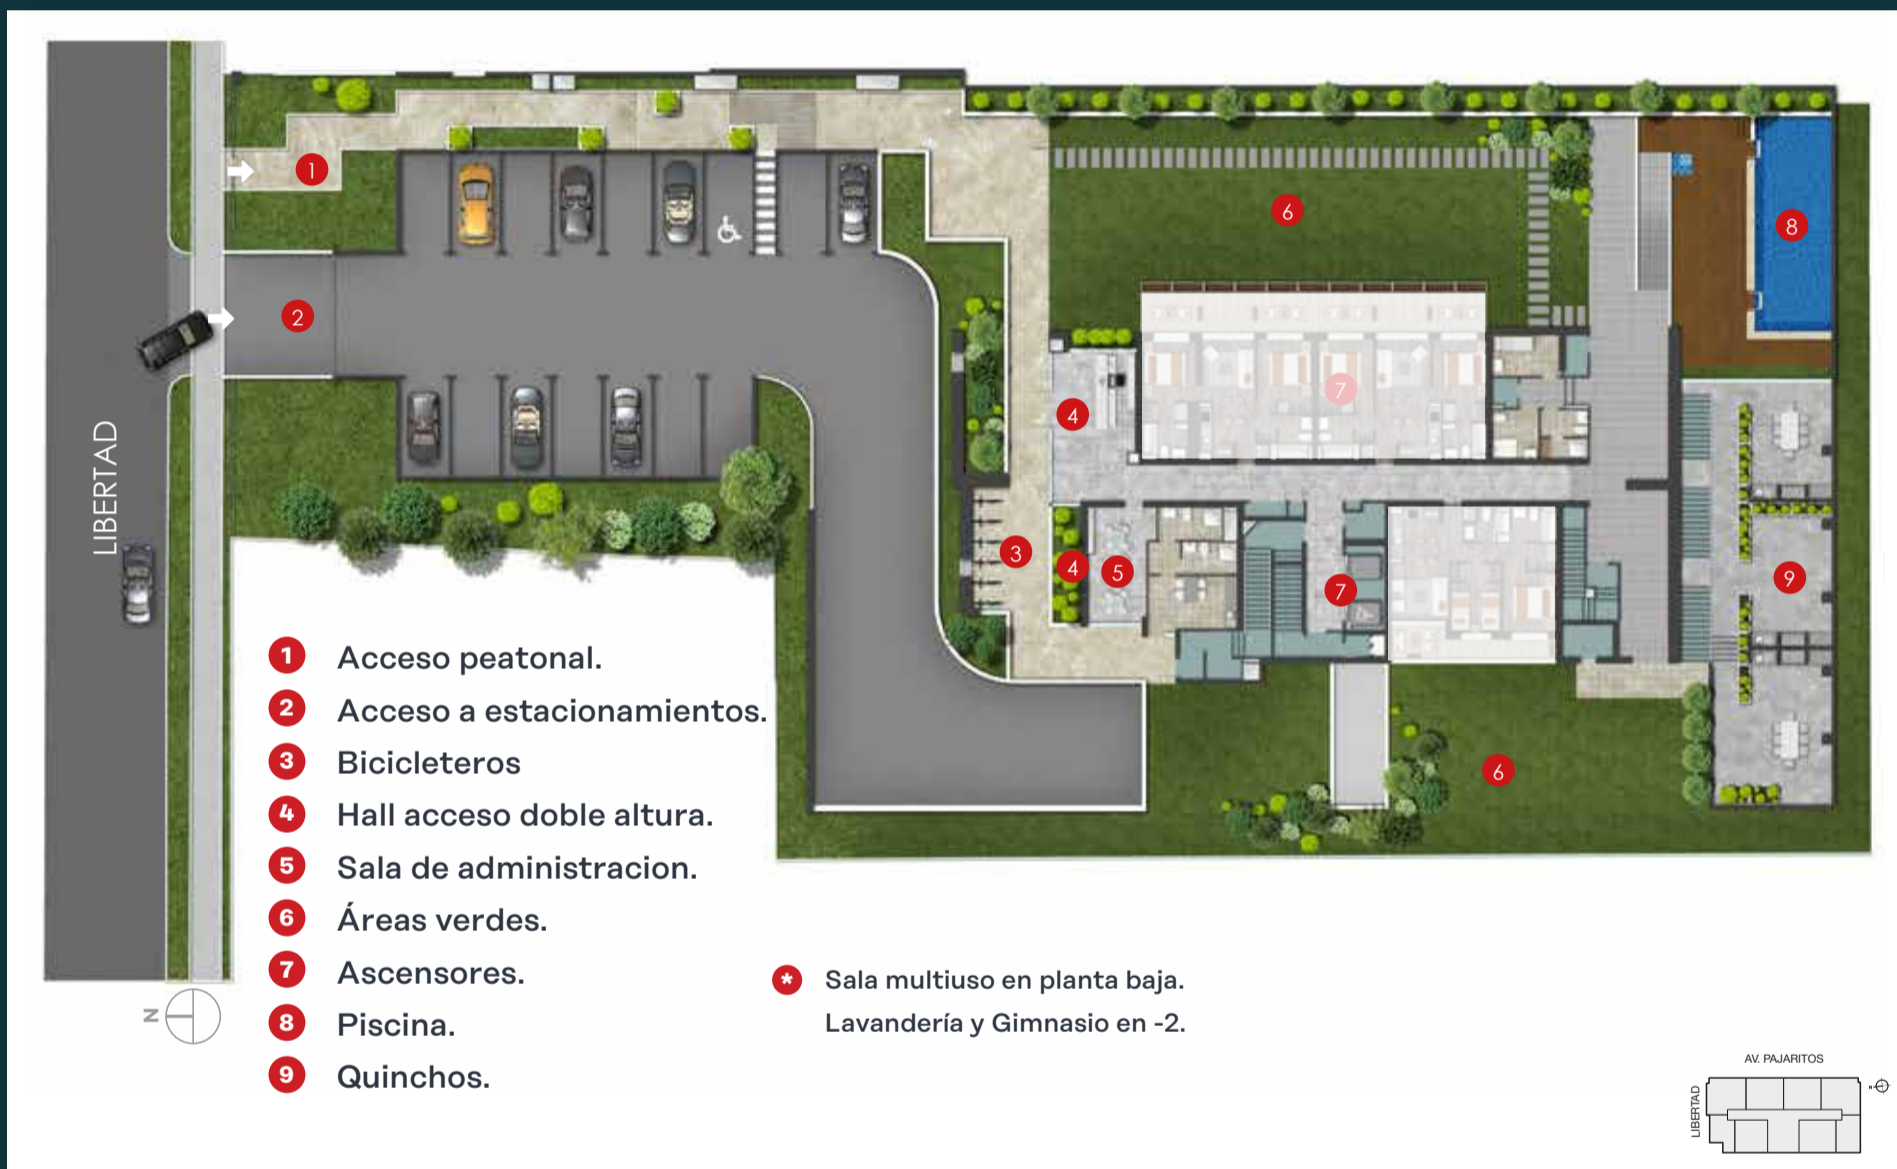 1
2
3
4
4
5
6
6
7
7
8
9
LIBERTAD
1 Acceso peatonal.
2 Acceso a estacionamientos.
3 Bicicleteros
4 Hall acceso doble altura.
5 Sala de administracion.
6 Áreas verdes.
7 Ascensores.
8 Piscina.
9 Quinchos.
N
* Sala multiuso en planta baja.
Lavandería y Gimnasio en -2.
AV. PAJARITOS
LIBERTAD
N